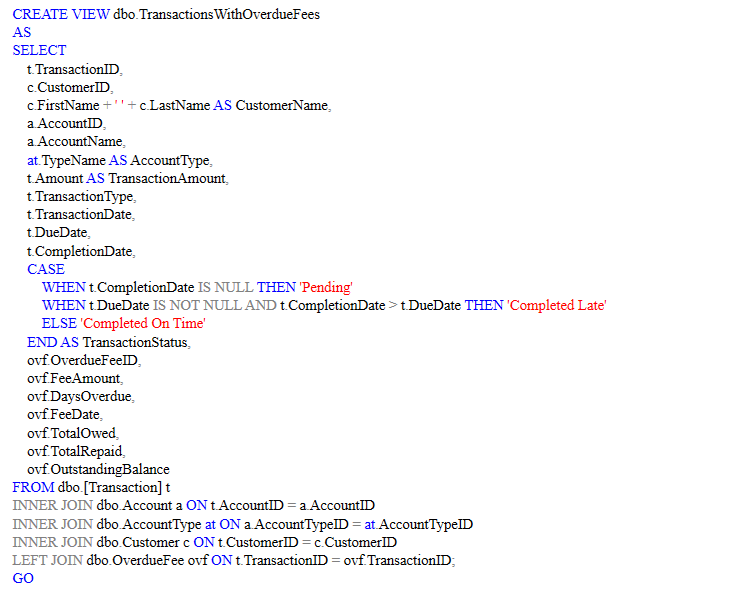 CREATE VIEW dbo.TransactionsWithOverdueFees
AS
SELECT
t.TransactionID,
c.CustomerID,
c.FirstName + ' ' + c.LastName AS CustomerName,
a.AccountID,
a.AccountName,
at.TypeName AS AccountType,
t.Amount AS TransactionAmount,
t.TransactionType,
t.TransactionDate,
t.DueDate,
t.CompletionDate,
CASE
WHEN t.CompletionDate IS NULL THEN 'Pending'
WHEN t.DueDate IS NOT NULL AND t.CompletionDate > t.DueDate THEN 'Completed Late'
ELSE 'Completed On Time'
END AS TransactionStatus,
ovf.OverdueFeeID,
ovf.FeeAmount,
ovf.DaysOverdue,
ovf.FeeDate,
ovf.TotalOwed,
ovf.TotalRepaid,
ovf.OutstandingBalance
FROM dbo.[Transaction] t
INNER JOIN dbo.Account a ON t.AccountID = a.AccountID
INNER JOIN dbo.AccountType at ON a.AccountTypeID = at.AccountTypeID
INNER JOIN dbo.Customer c ON t.CustomerID = c.CustomerID
LEFT JOIN dbo.OverdueFee ovf ON t.TransactionID = ovf.TransactionID;
GO